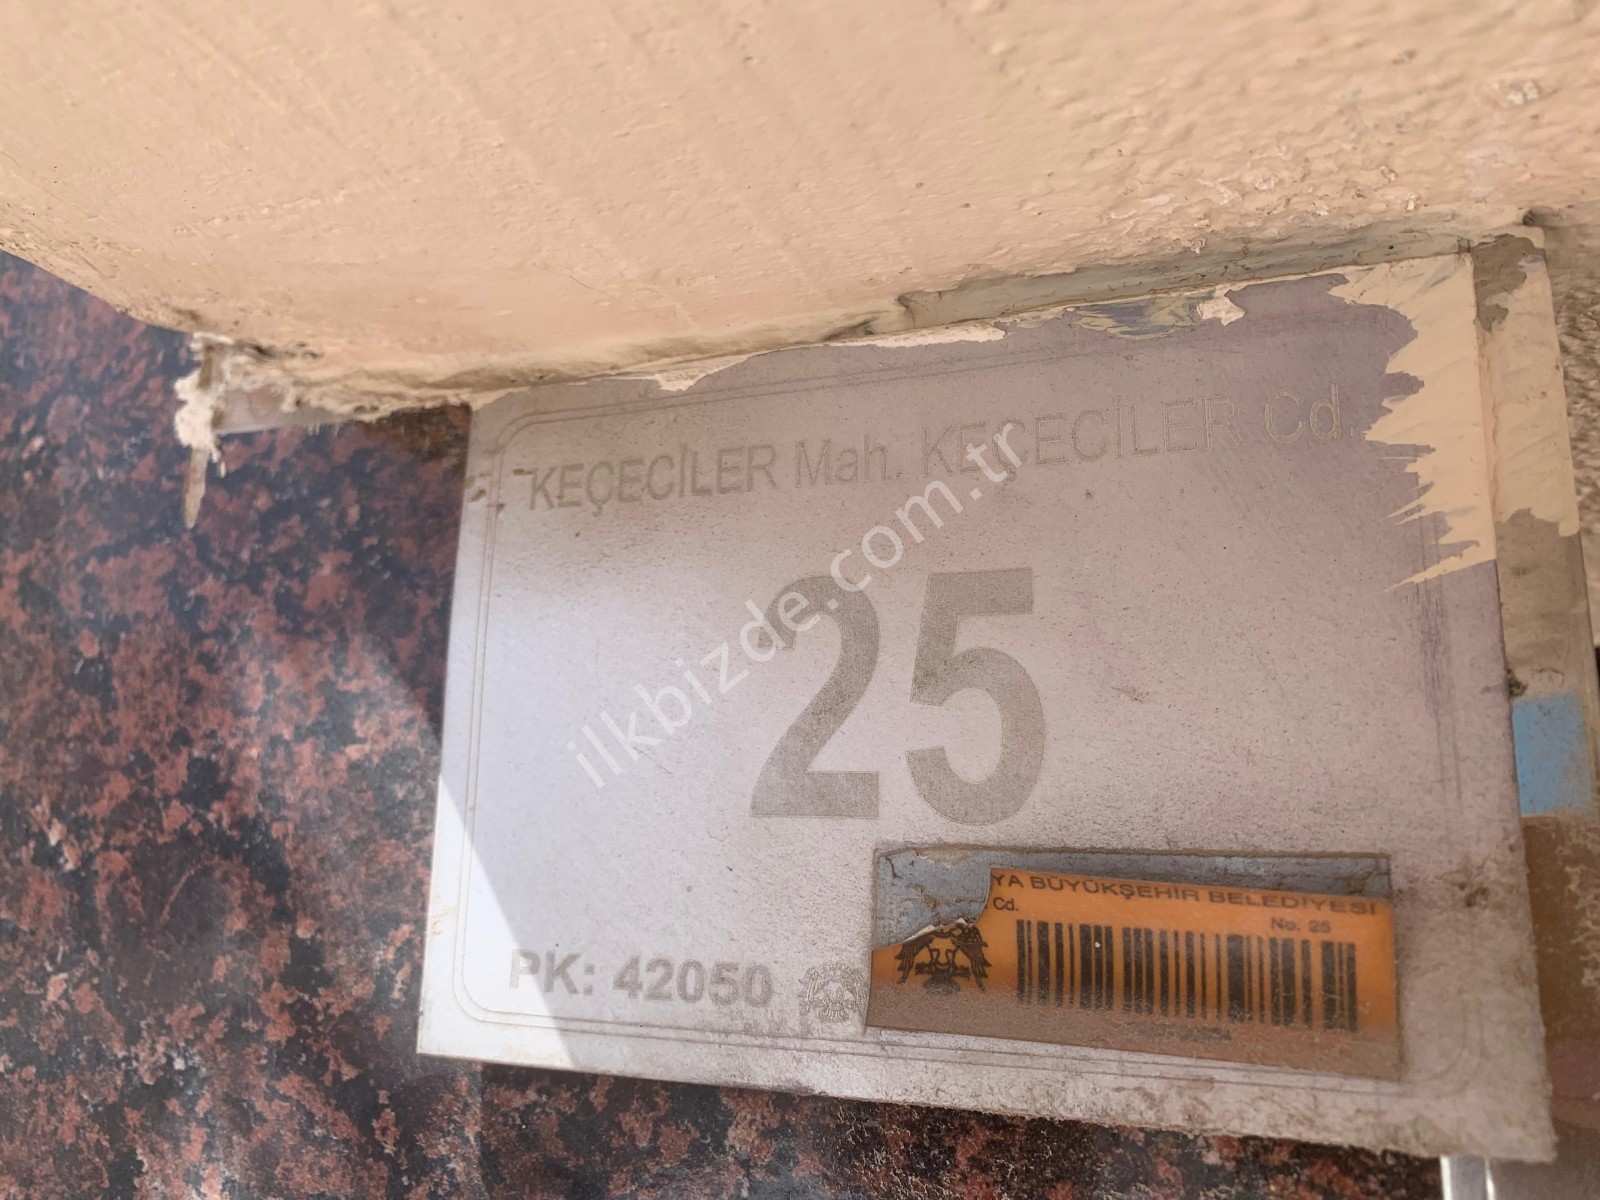 KEÇECİLER Mah. KEÇECİLER Cd.
25
PK: 42050
YA BÜYÜKŞEHİR BELEDİYESİ
Cd.
No: 25
ilkbizde.com.tr